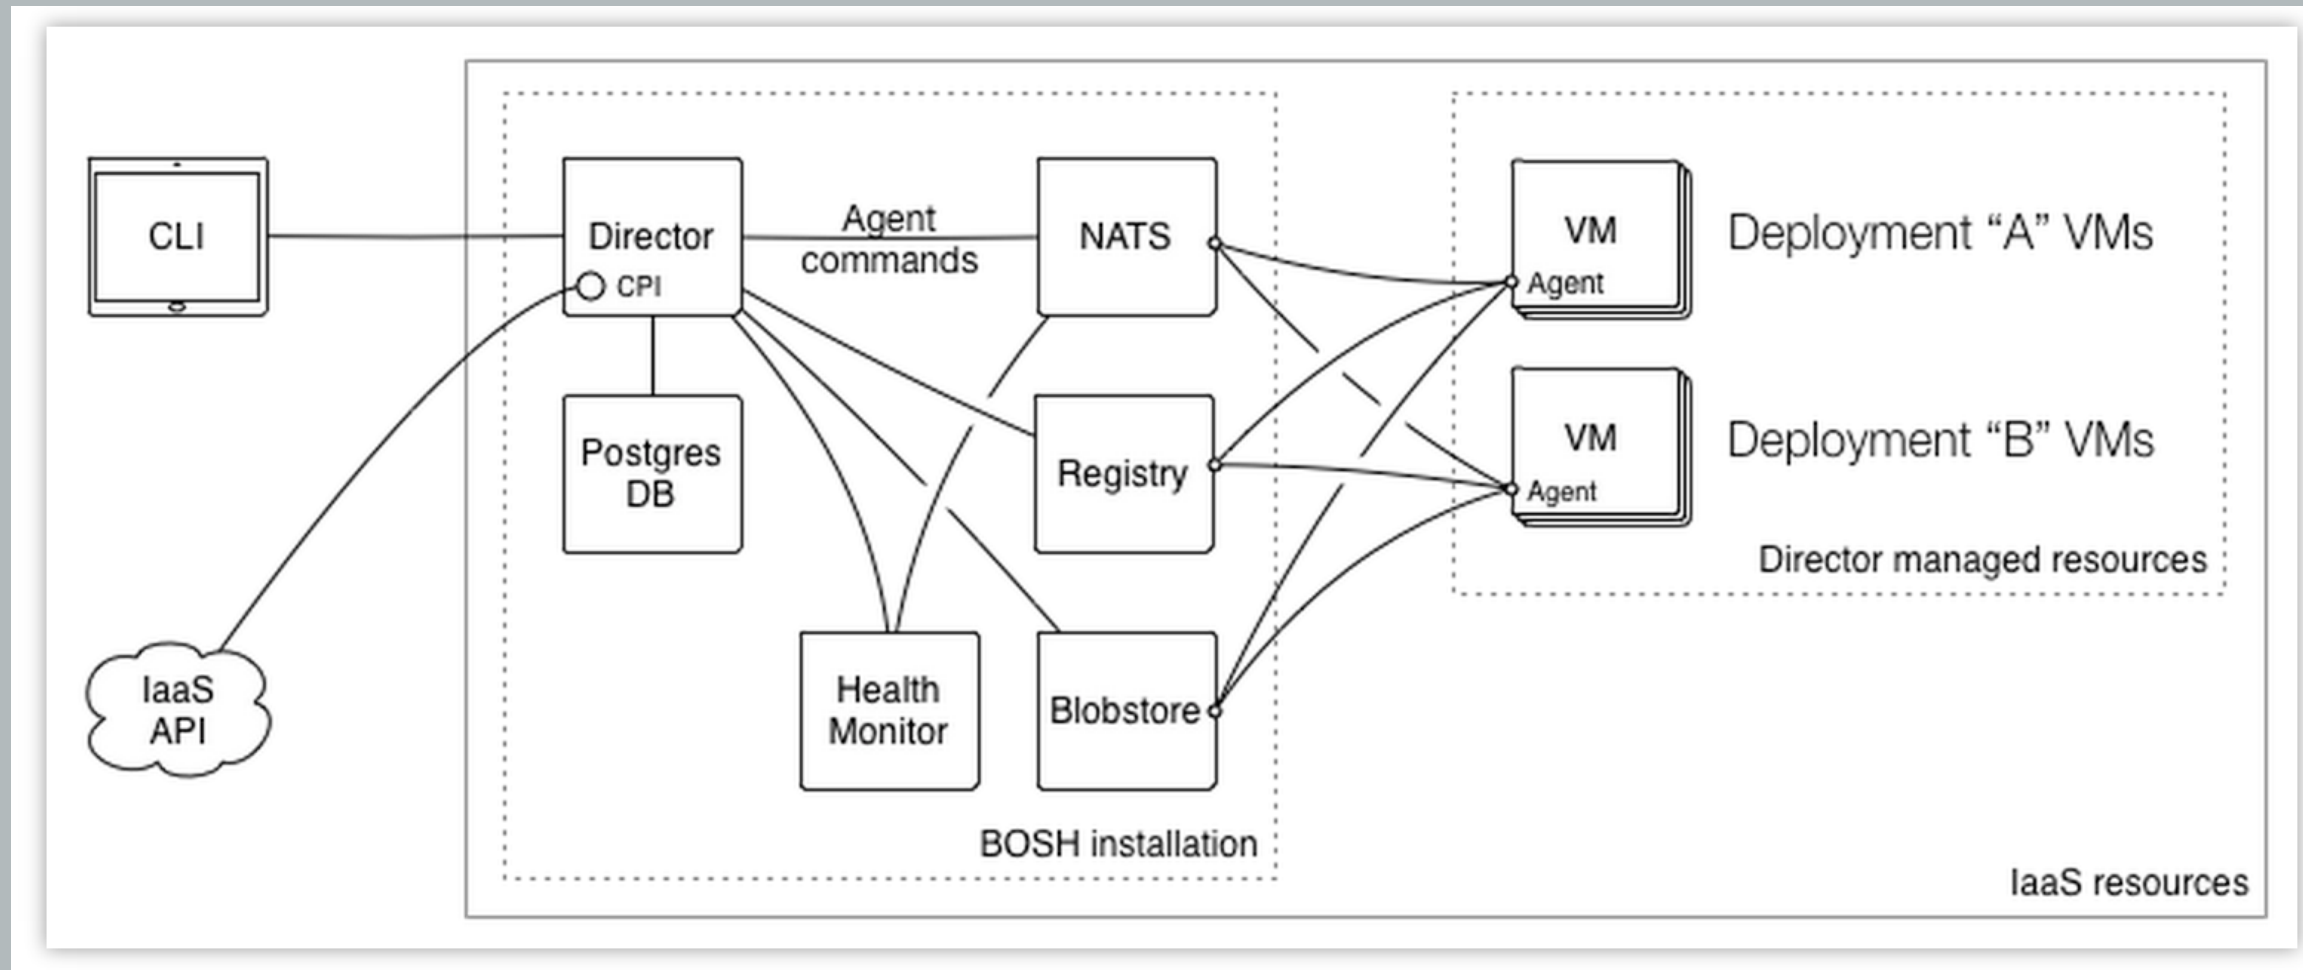 CLI
Director
CPI
Agent
commands
NATS
VM
Agent
Deployment “A” VMs
Postgres
DB
Registry
VM
Agent
Deployment “B” VMs
Director managed resources
IaaS
API
Health
Monitor
Blobstore
BOSH installation
IaaS resources